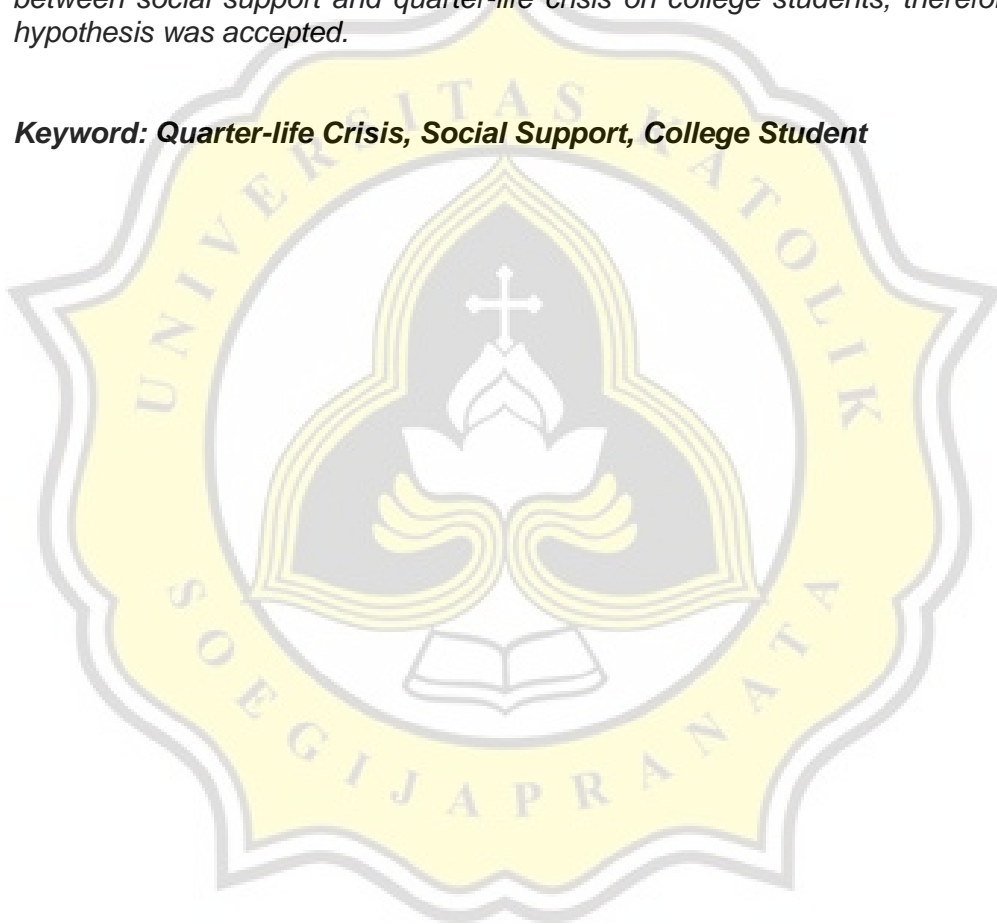 between social support and quarter-life crisis on college students, therefor
hypothesis was accepted.
Keyword: Quarter-life Crisis, Social Support, College Student
UNIVERSITAS KATOLIK
SOEGIJAPRANATA